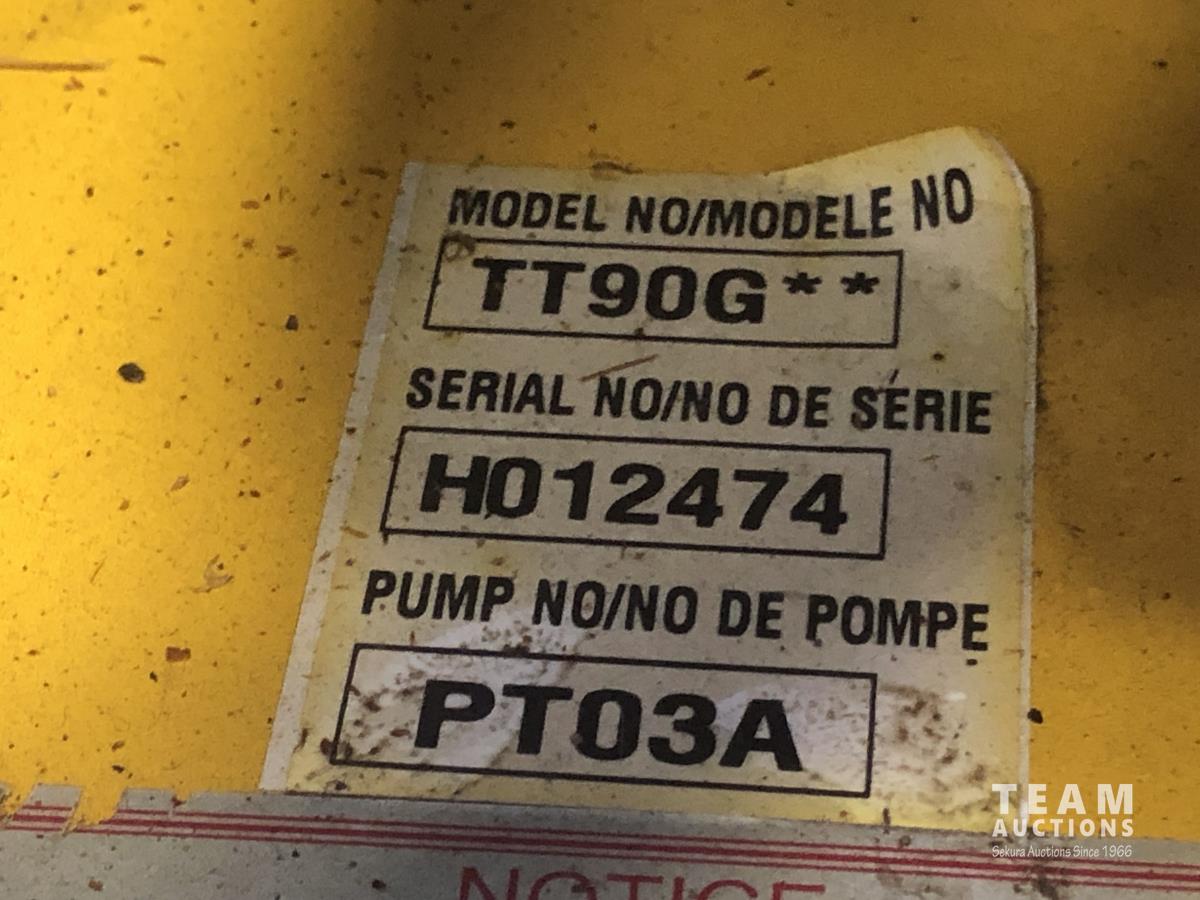 MODEL NO/MODELE NO
TT90G**
SERIAL NO/NO DE SÉRIE
H012474
PUMP NO/NO DE POMPE
PT03A
TEAM
AUCTIONS
Sekura Auctions Since 1966
NOTICE